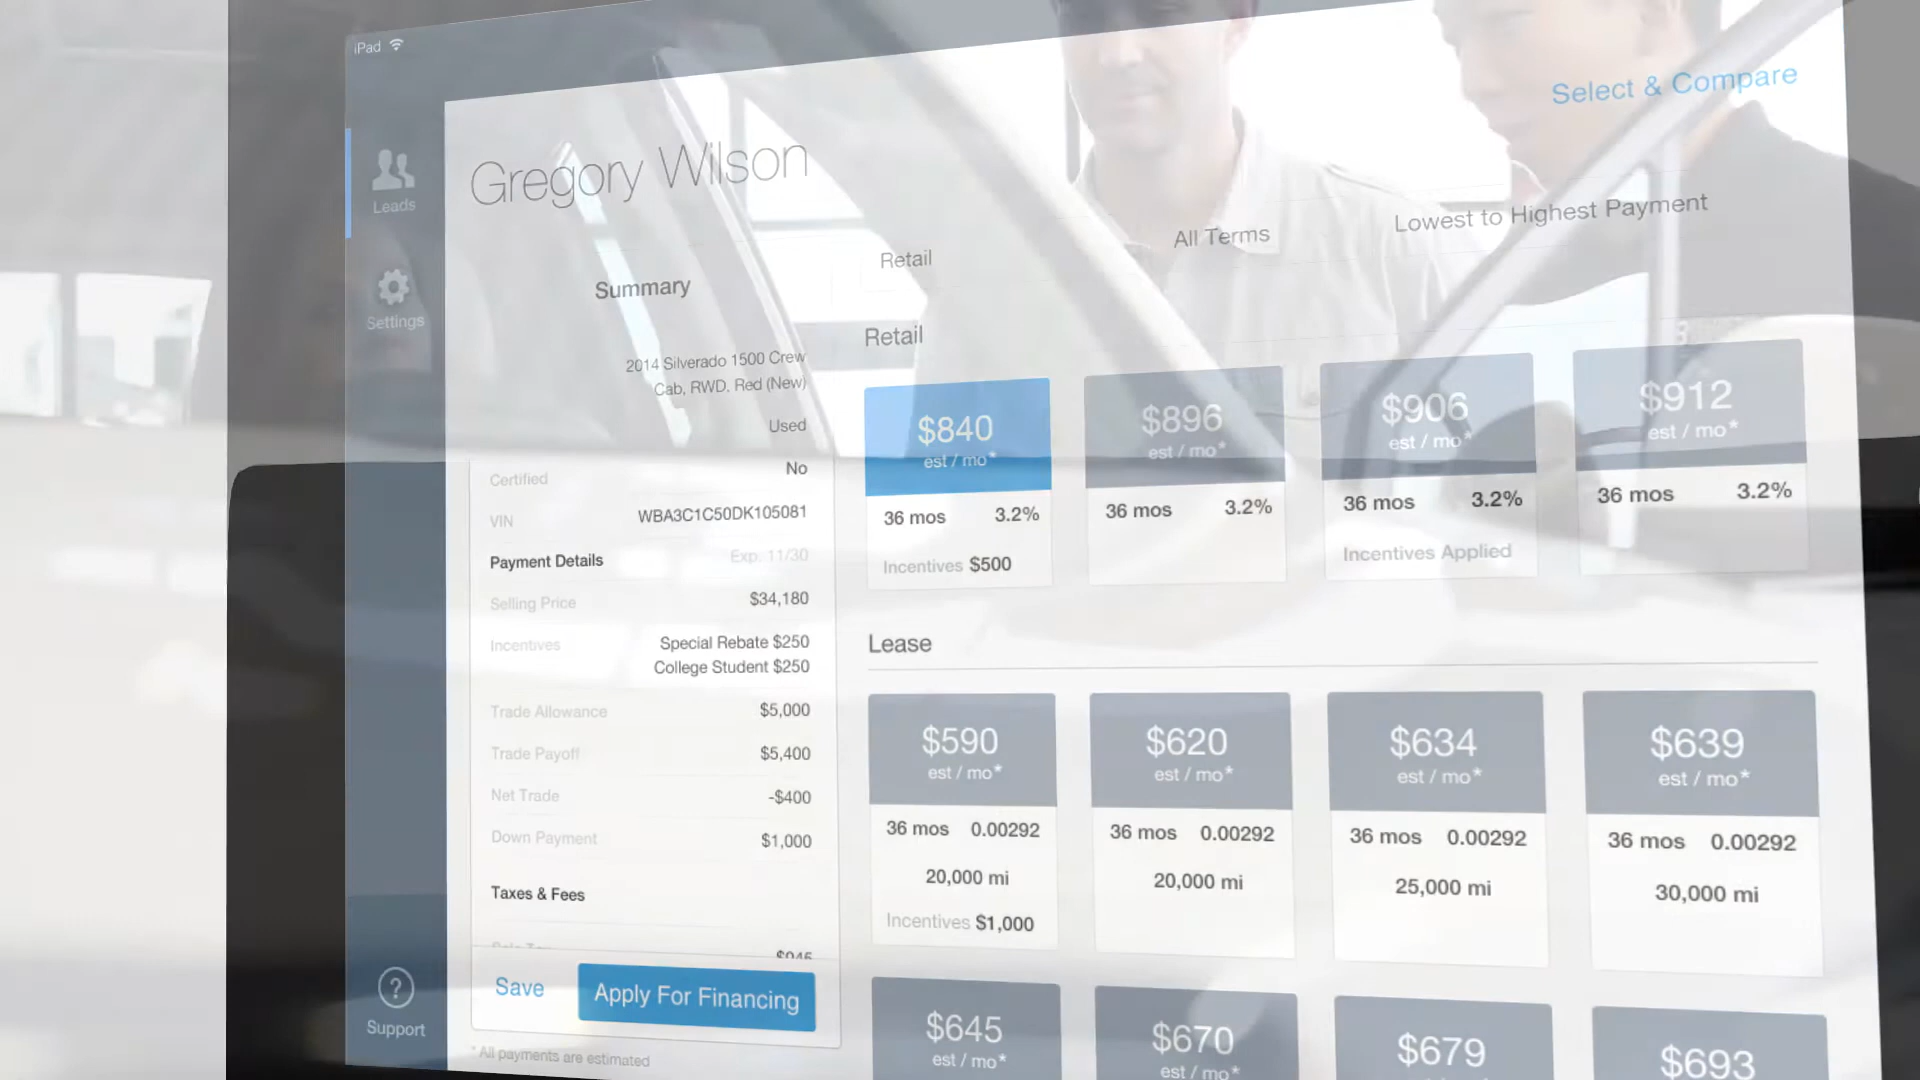 iPad
Select & Compare
Leads
Settings
Support
Gregory Wilson
Summary
2014 Silverado 1500 Crew
Cab, RWD, Red (New)
Used
Certified No
VIN WBA3C1C50DK105081
Payment Details Exp. 11/30
Selling Price $34,180
Incentives Special Rebate $250
College Student $250
Trade Allowance $5,000
Trade Payoff $5,400
Net Trade -$400
Down Payment $1,000
Taxes & Fees
Save Apply For Financing
* All payments are estimated
Retail All Terms Lowest to Highest Payment
Retail
$840 $896 $906 $912
est / mo* est / mo* est / mo* est / mo*
36 mos 3.2% 36 mos 3.2% 36 mos 3.2% 36 mos 3.2%
Incentives $500 Incentives Applied
Lease
$590 $620 $634 $639
est / mo* est / mo* est / mo* est / mo*
36 mos 0.00292 36 mos 0.00292 36 mos 0.00292 36 mos 0.00292
20,000 mi 20,000 mi 25,000 mi 30,000 mi
Incentives $1,000
$645 $670 $679 $693
est / mo* est / mo*